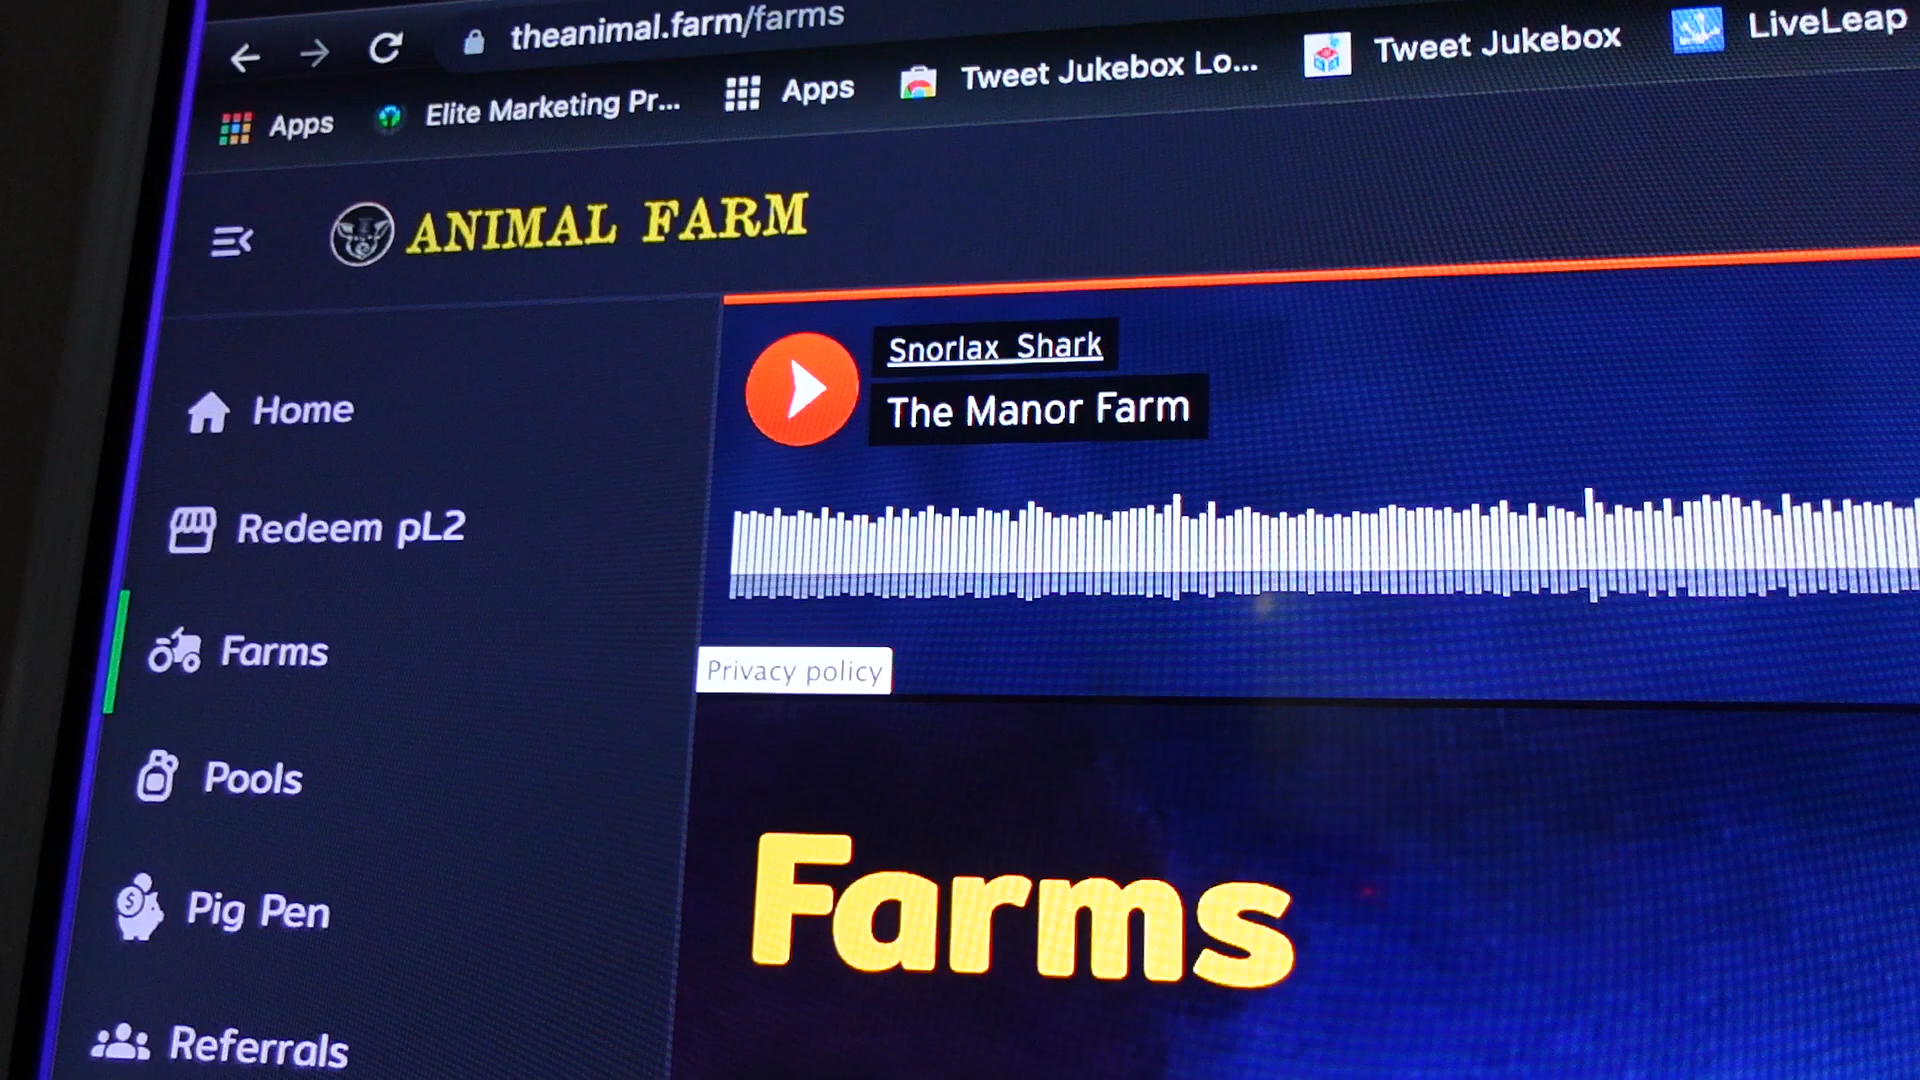 theanimal.farm/farms
Apps
Elite Marketing Pr...
Apps
Tweet Jukebox Lo...
Tweet Jukebox
LiveLeap
ANIMAL FARM
Home
Redeem pL2
Farms
Pools
Pig Pen
Referrals
Snorlax_Shark
The Manor Farm
Privacy policy
Farms